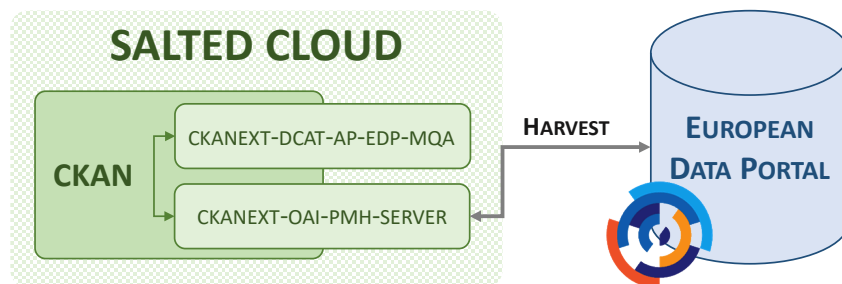 SALTED CLOUD
CKAN
CKANEXT-DCAT-AP-EDP-MQA
CKANEXT-OAI-PMH-SERVER
HARVEST
EUROPEAN
DATA PORTAL